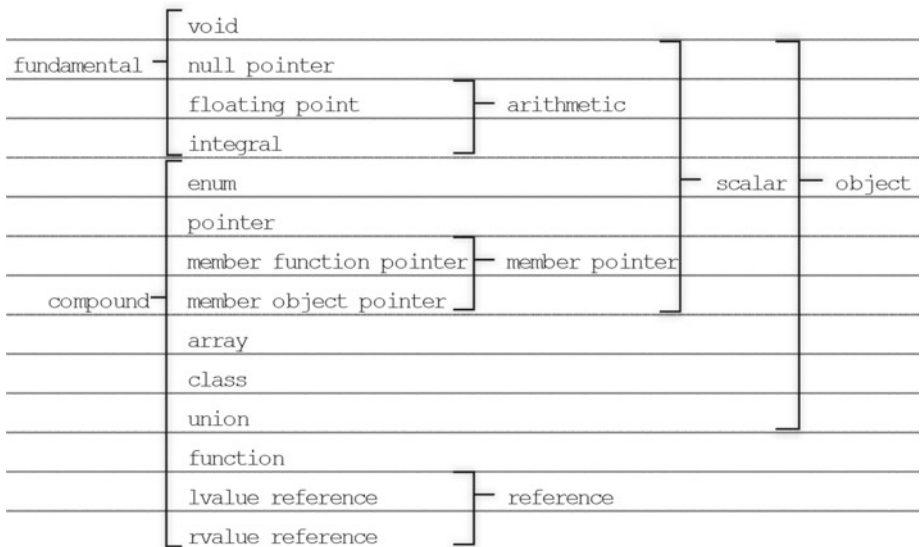 void
fundamental null pointer
floating point arithmetic
integral
enum scalar object
pointer
member function pointer member pointer
compound member object pointer
array
class
union
function
lvalue reference reference
rvalue reference